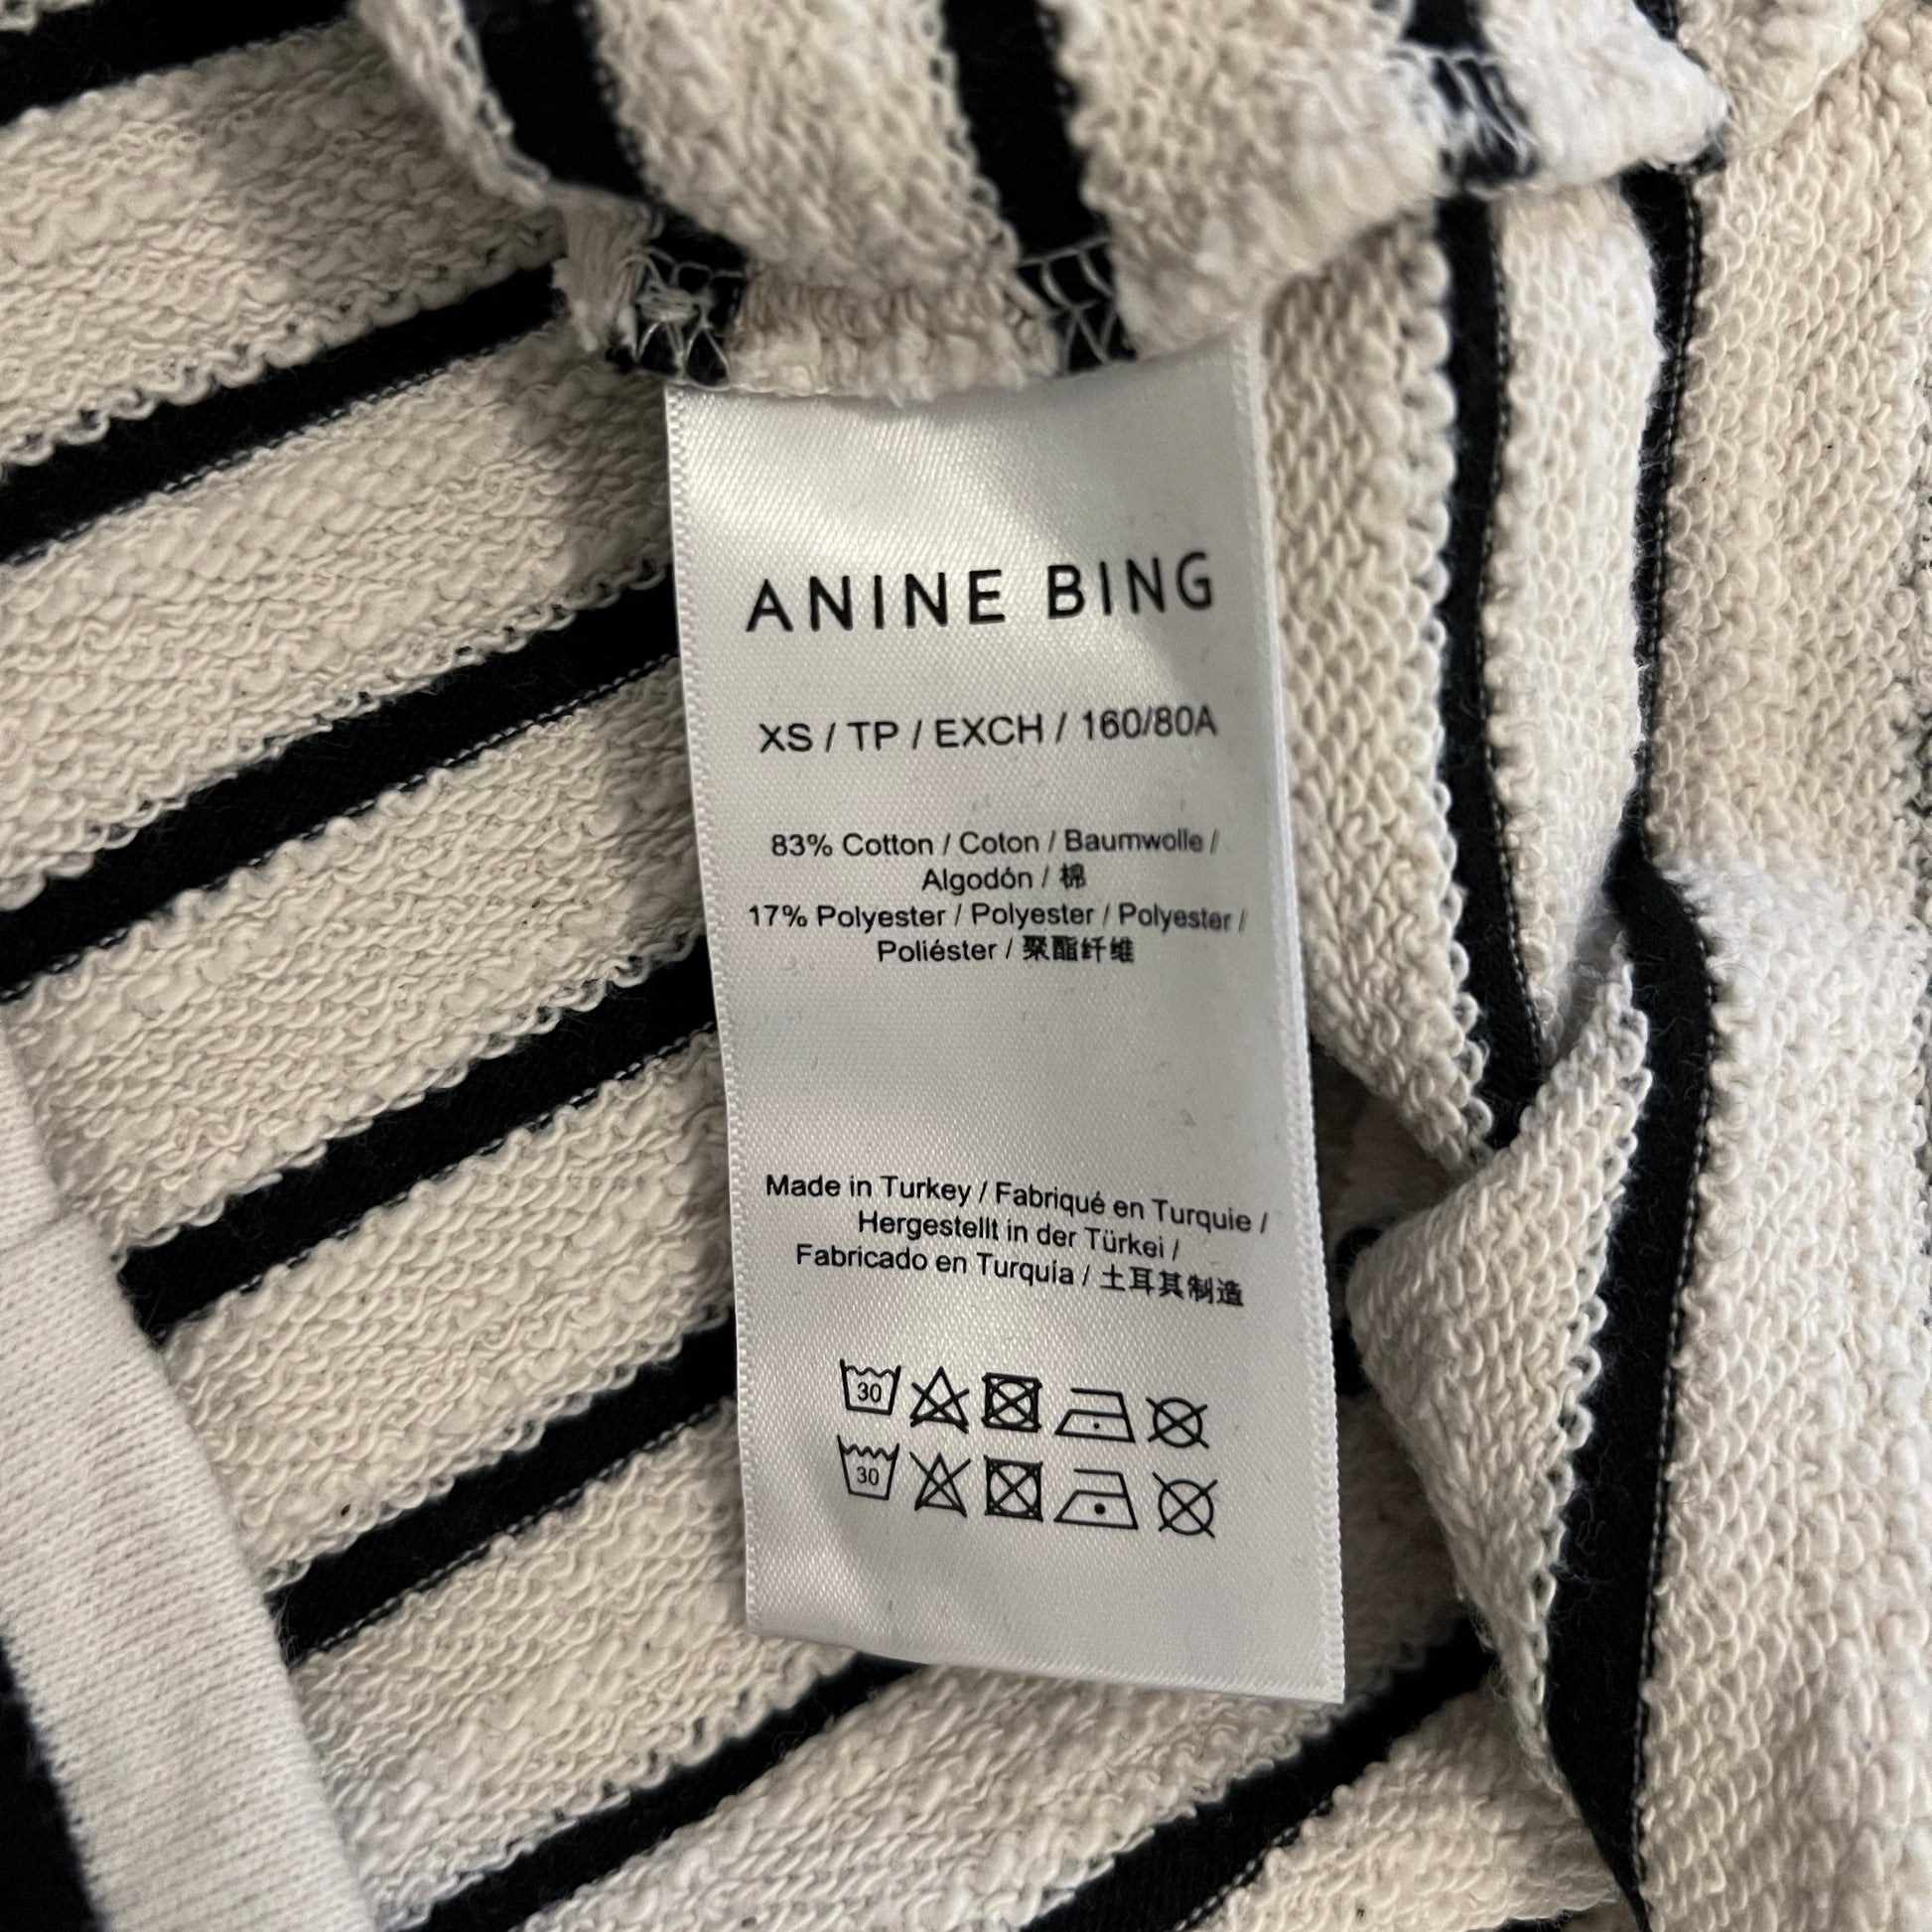 ANINE BING
XS / TP / EXCH / 160/80A
83% Cotton / Coton / Baumwolle /
Algodón / 棉
17% Polyester / Polyester / Polyester /
Poliéster / 聚酯纤维
Made in Turkey / Fabriqué en Turquie /
Hergestellt in der Türkei /
Fabricado en Turquía / 土耳其制造
30
30